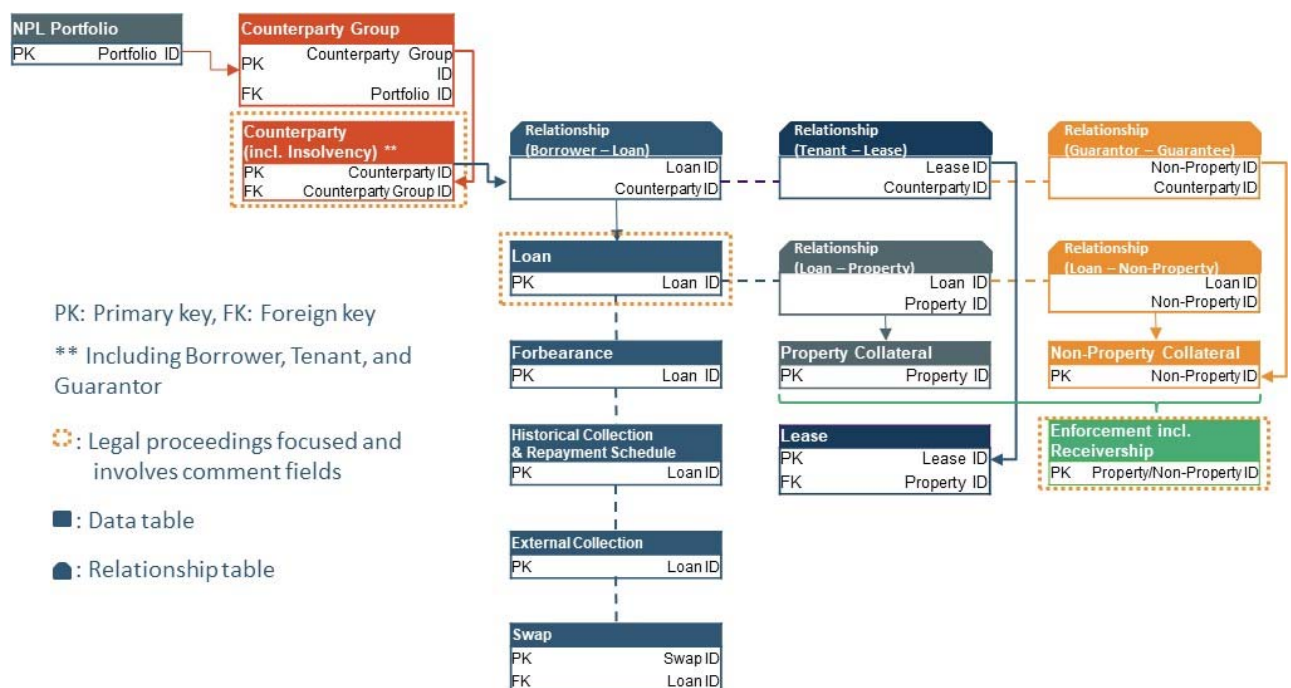 NPL Portfolio
PK Portfolio ID
Counterparty Group
PK Counterparty Group ID
FK Portfolio ID
Counterparty
(incl. Insolvency) **
PK Counterparty ID
FK Counterparty Group ID
Relationship
(Borrower – Loan)
Loan ID
Counterparty ID
Relationship
(Tenant – Lease)
Lease ID
Counterparty ID
Relationship
(Guarantor – Guarantee)
Non-Property ID
Counterparty ID
Loan
PK Loan ID
Relationship
(Loan – Property)
Loan ID
Property ID
Relationship
(Loan – Non-Property)
Loan ID
Non-Property ID
Forbearance
PK Loan ID
Property Collateral
PK Property ID
Non-Property Collateral
PK Non-Property ID
Historical Collection
& Repayment Schedule
PK Loan ID
Lease
PK Lease ID
FK Property ID
Enforcement incl.
Receivership
PK Property/Non-Property ID
External Collection
PK Loan ID
Swap
PK Swap ID
FK Loan ID
PK: Primary key, FK: Foreign key
** Including Borrower, Tenant, and
Guarantor
: Legal proceedings focused and
involves comment fields
: Data table
: Relationship table